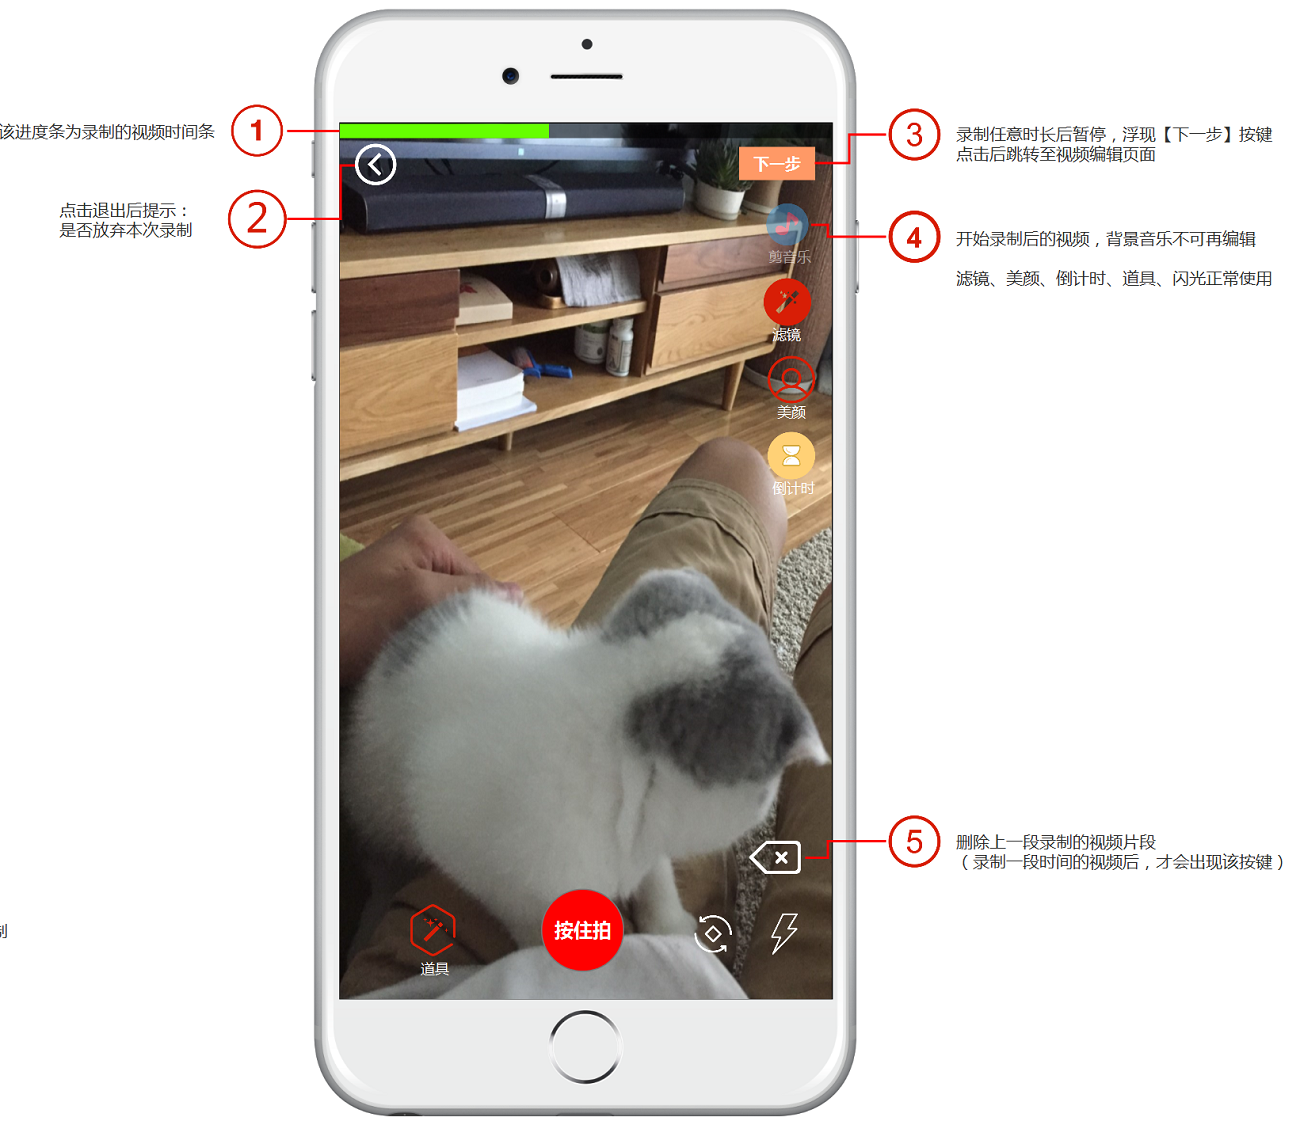 该进度条为录制的视频时间条
1
点击退出后提示：
是否放弃本次录制
2
下一步
3
录制任意时长后暂停，浮现【下一步】按键
点击后跳转至视频编辑页面
剪音乐
4
开始录制后的视频，背景音乐不可再编辑
滤镜、美颜、倒计时、道具、闪光正常使用
滤镜
美颜
倒计时
5
删除上一段录制的视频片段
（录制一段时间的视频后，才会出现该按键）
制
道具
按住拍